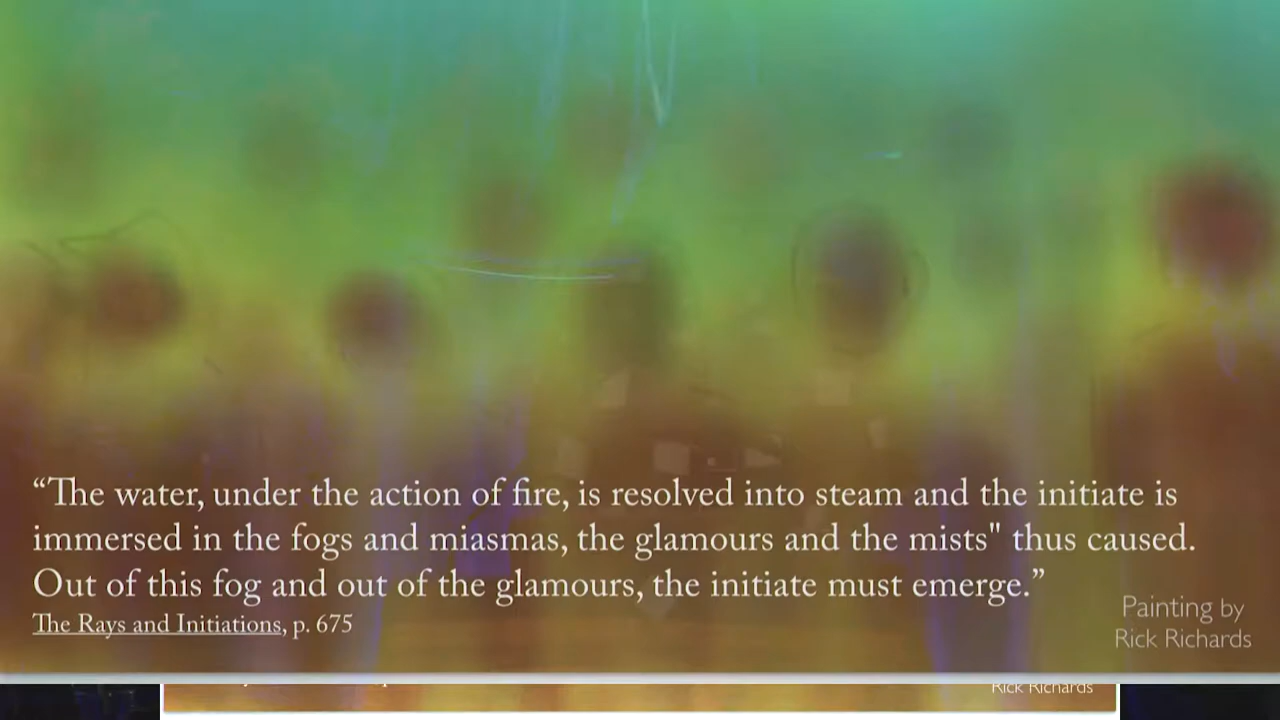 “The water, under the action of fire, is resolved into steam and the initiate is
immersed in the fogs and miasmas, the glamours and the mists" thus caused.
Out of this fog and out of the glamours, the initiate must emerge.”
The Rays and Initiations, p. 675
Painting by
Rick Richards
Rick Richards